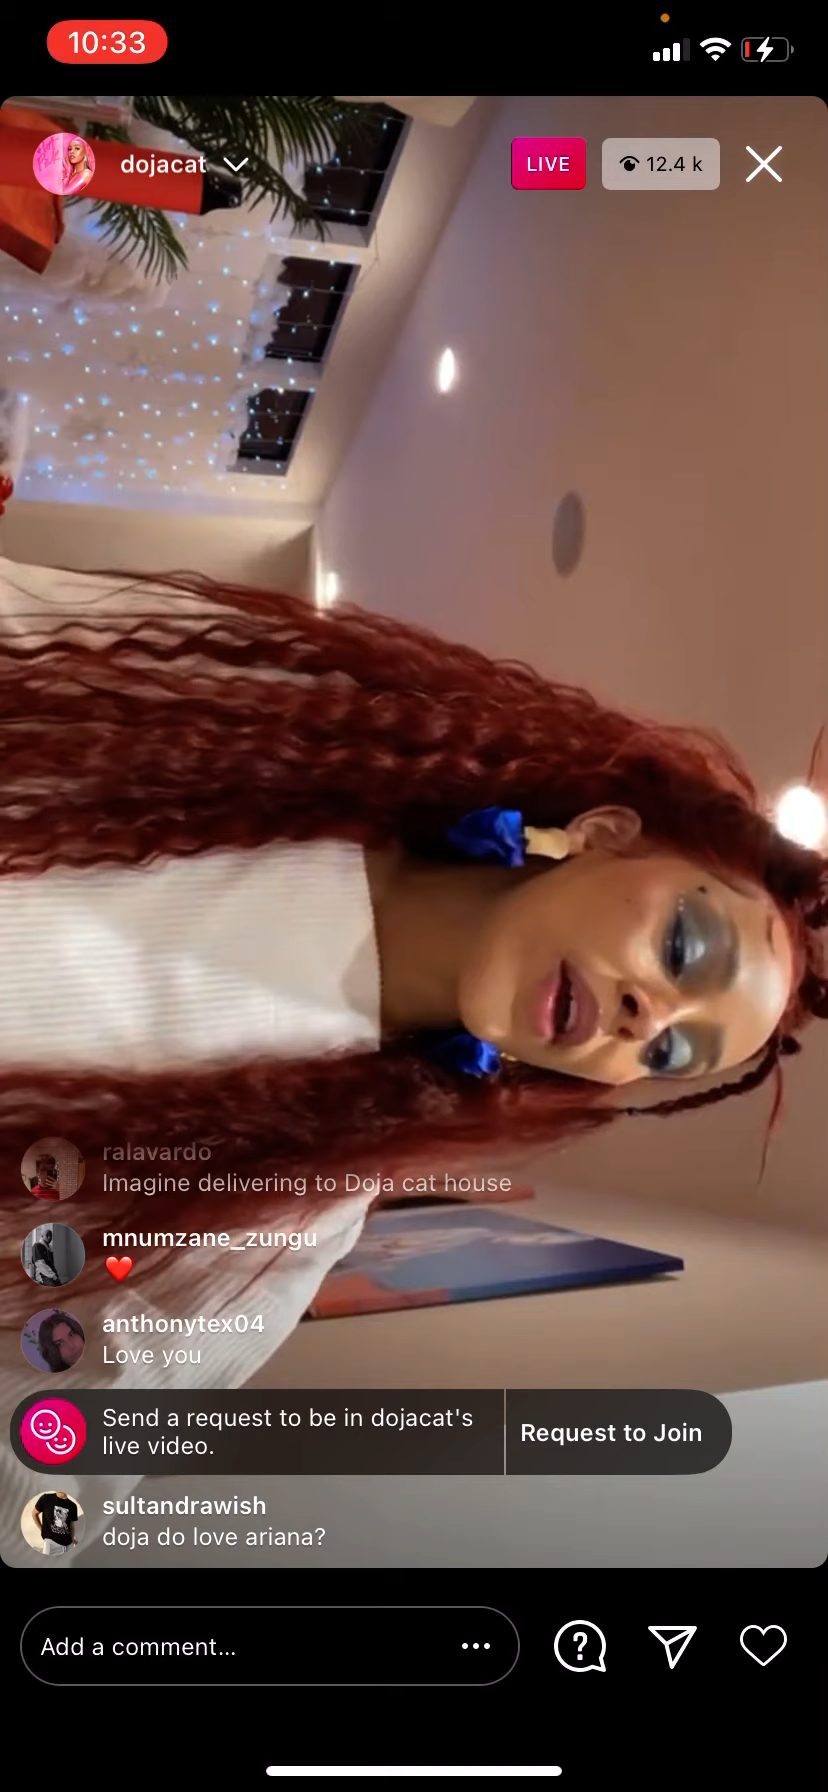 10:33
dojacat
LIVE
12.4 k
ralavardo
Imagine delivering to Doja cat house
mnumzane_zungu
❤️
anthonytex04
Love you
Send a request to be in dojacat's
live video.
Request to Join
sultandrawish
doja do love ariana?
Add a comment...